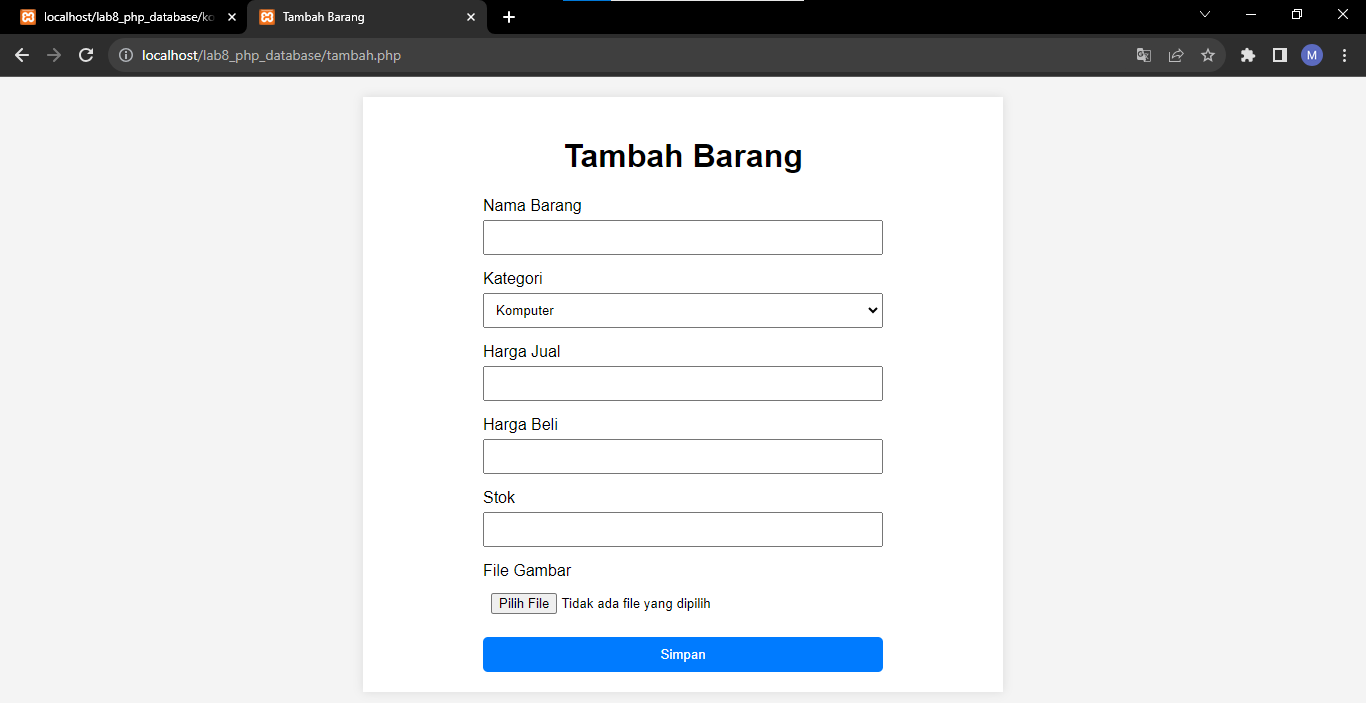 localhost/lab8_php_database/ko
Tambah Barang
localhost/lab8_php_database/tambah.php
M
Tambah Barang
Nama Barang
Kategori
Komputer
Harga Jual
Harga Beli
Stok
File Gambar
Pilih File Tidak ada file yang dipilih
Simpan